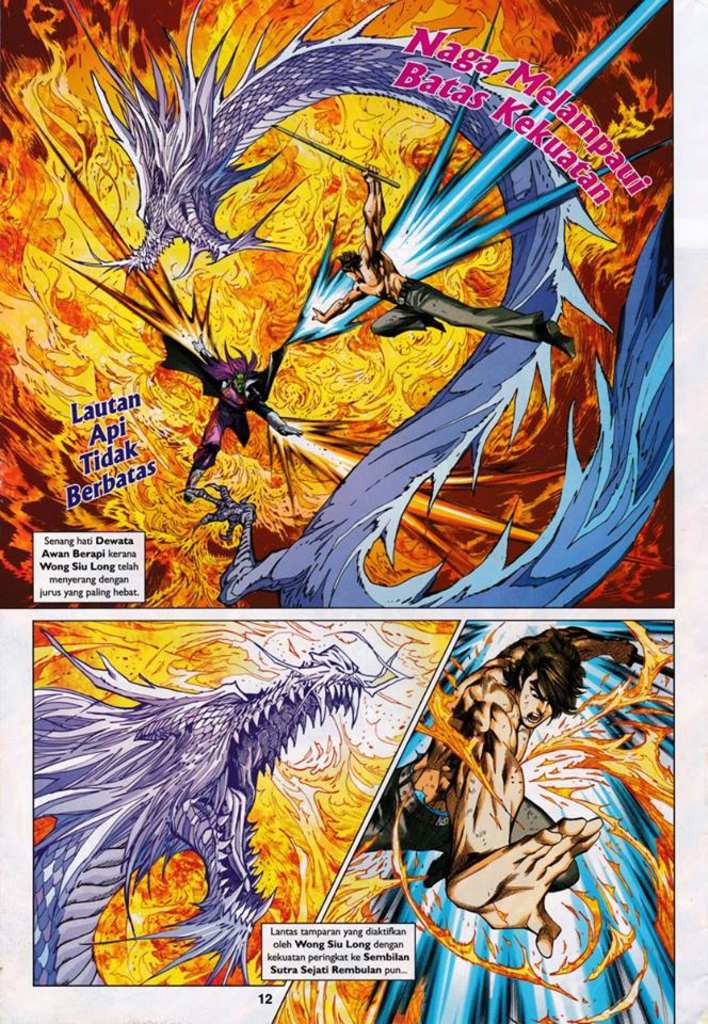 Naga Melampaui
Batas Kekuatan
Lautan
Api
Tidak
Berbatas
Senang hati Dewata
Awan Berapi kerana
Wong Siu Long telah
menyerang dengan
jurus yang paling hebat.
Lantas tamparan yang diaktifkan
oleh Wong Siu Long dengan
kekuatan peringkat ke Sembilan
Sutra Sejati Rembulan pun...
12